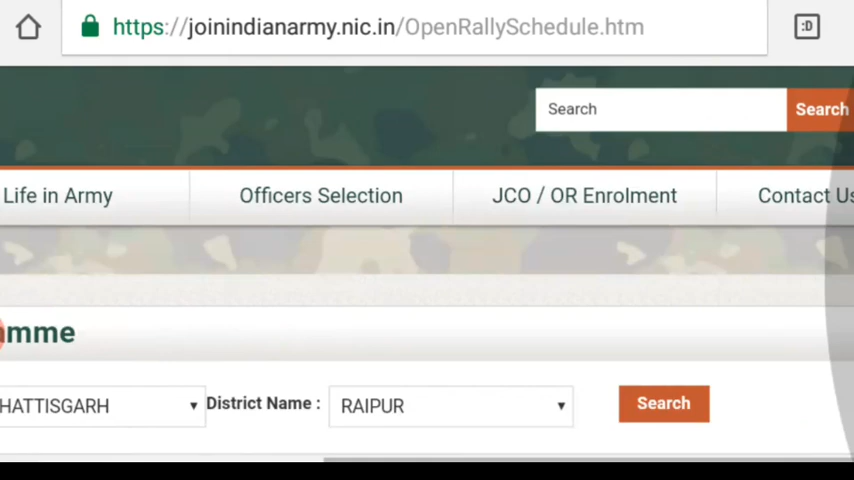 https://joinindianarmy.nic.in/OpenRallySchedule.htm
:D
Search
Search
Life in Army
Officers Selection
JCO / OR Enrolment
Contact Us
amme
HATTISGARH
District Name :
RAIPUR
Search